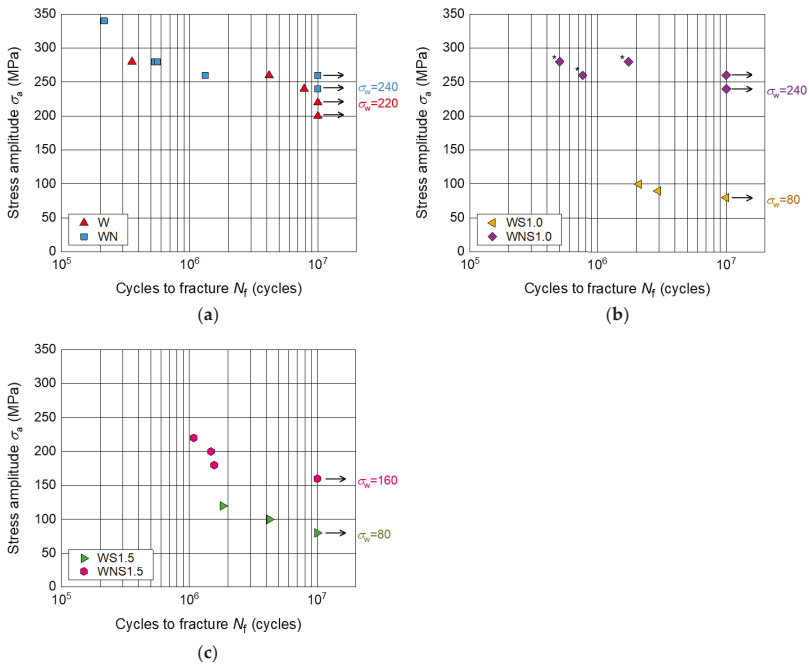 350
300
250
200
150
100
50
0
Stress amplitude σa (MPa)
σw=240
σw=220
W
WN
10^5
10^6
10^7
Cycles to fracture Nf (cycles)
(a)
350
300
250
200
150
100
50
0
Stress amplitude σa (MPa)
*
*
*
σw=240
σw=80
WS1.0
WNS1.0
10^5
10^6
10^7
Cycles to fracture Nf (cycles)
(b)
350
300
250
200
150
100
50
0
Stress amplitude σa (MPa)
σw=160
σw=80
WS1.5
WNS1.5
10^5
10^6
10^7
Cycles to fracture Nf (cycles)
(c)